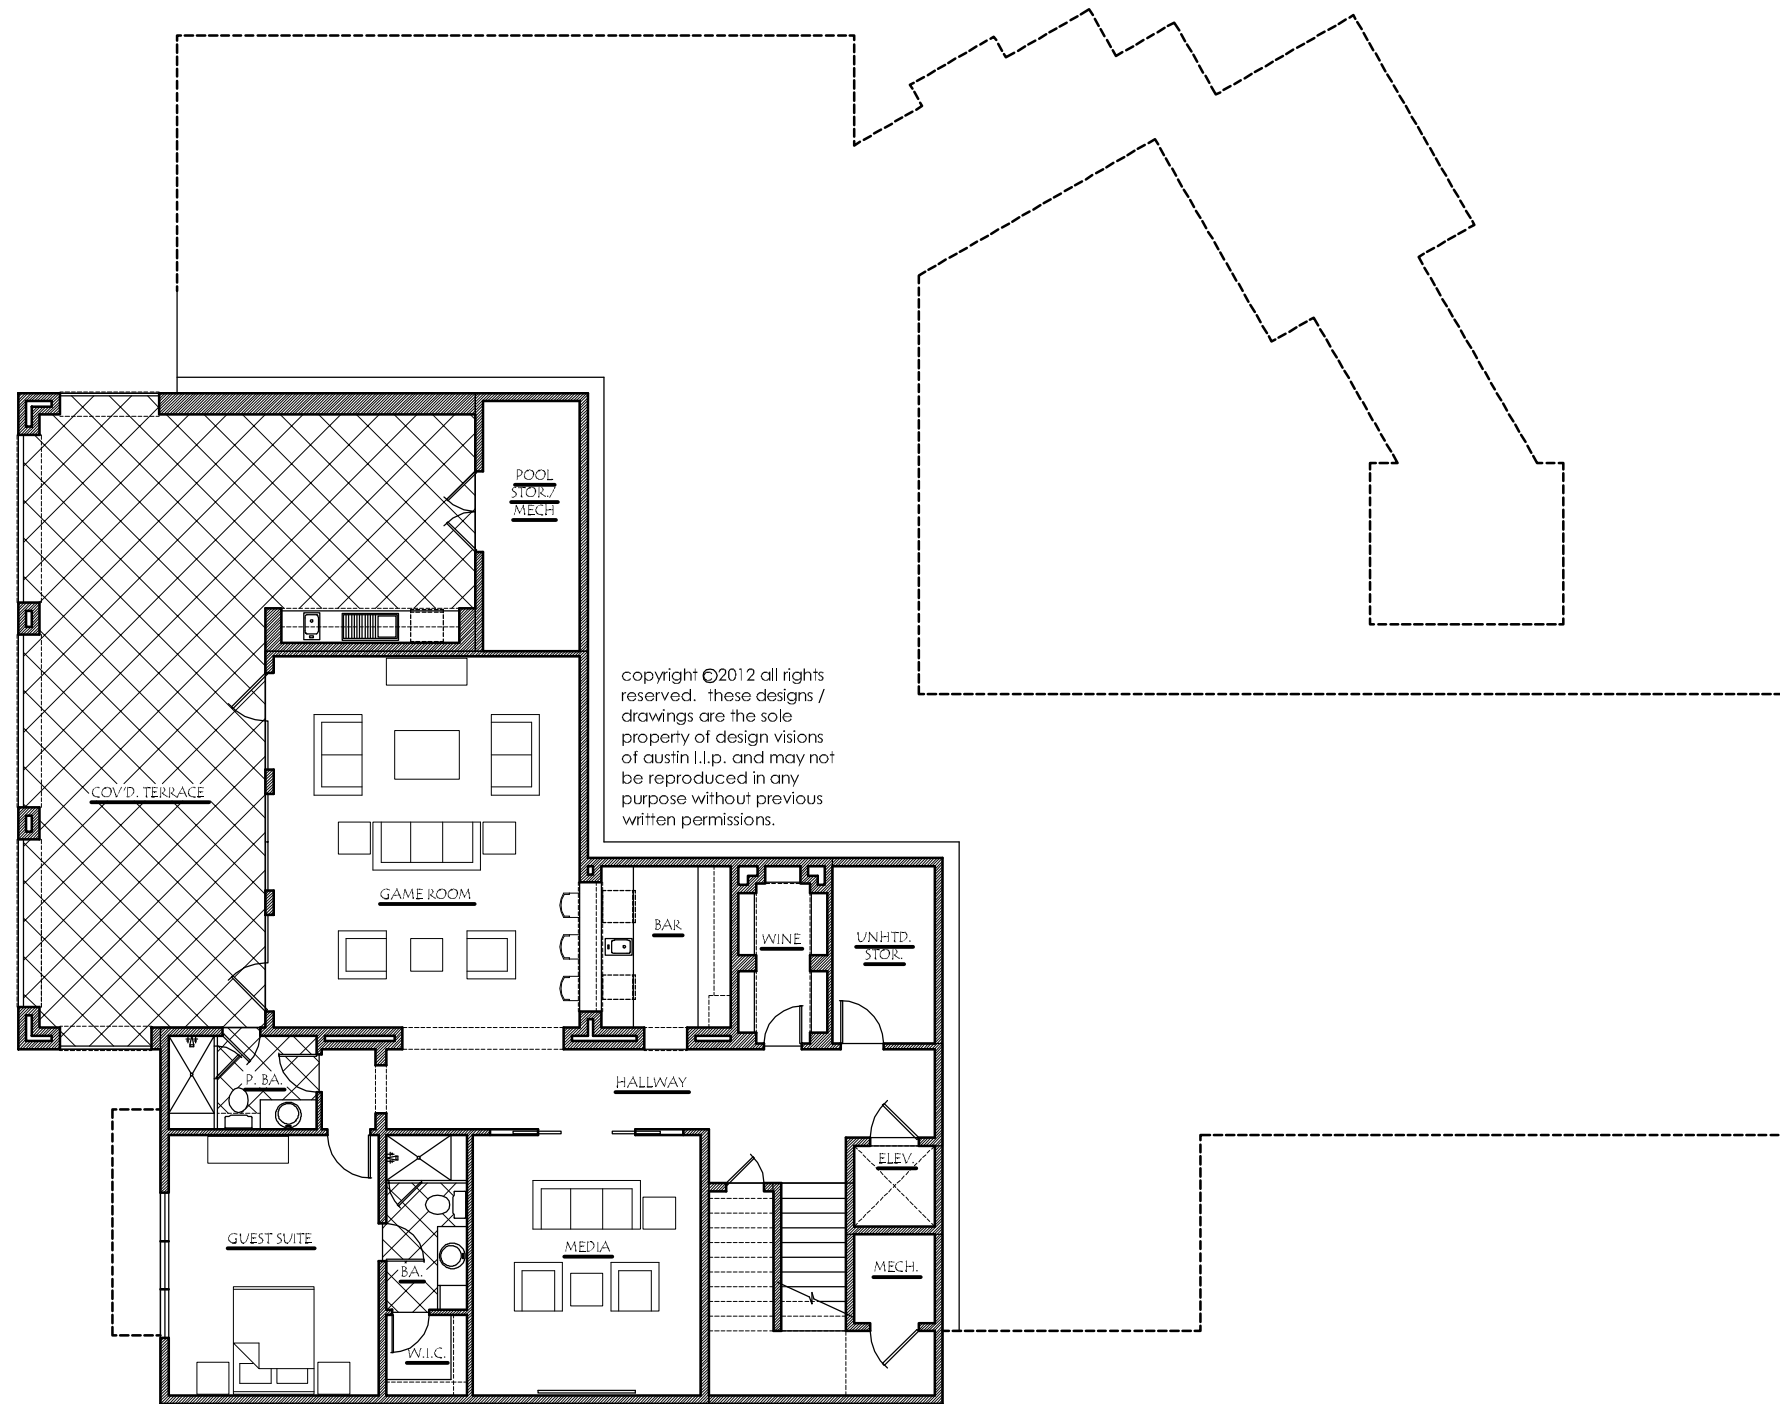 POOL
STOR./
MECH
copyright ©2012 all rights
reserved. these designs /
drawings are the sole
property of design visions
of austin l.l.p. and may not
be reproduced in any
purpose without previous
written permissions.
COV'D. TERRACE
GAME ROOM
BAR
WINE
UNHTD.
STOR.
P. BA.
HALLWAY
ELEV.
GUEST SUITE
MEDIA
BA.
MECH.
W.I.C.